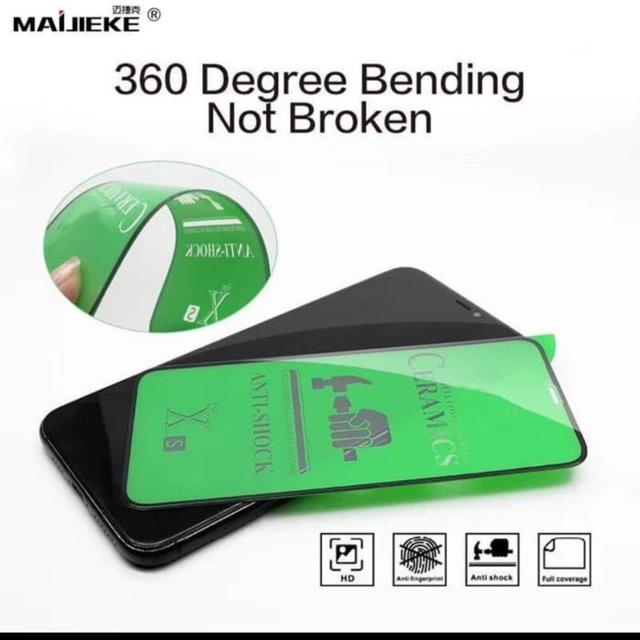 迈捷克
MAIJIEKE ®
360 Degree Bending
Not Broken
CERAMICS
ANTI-SHOCK
X
S
CERAMICS
ANTI-SHOCK
X
S
HD
Anti fingerprint
Anti shock
Full coverage